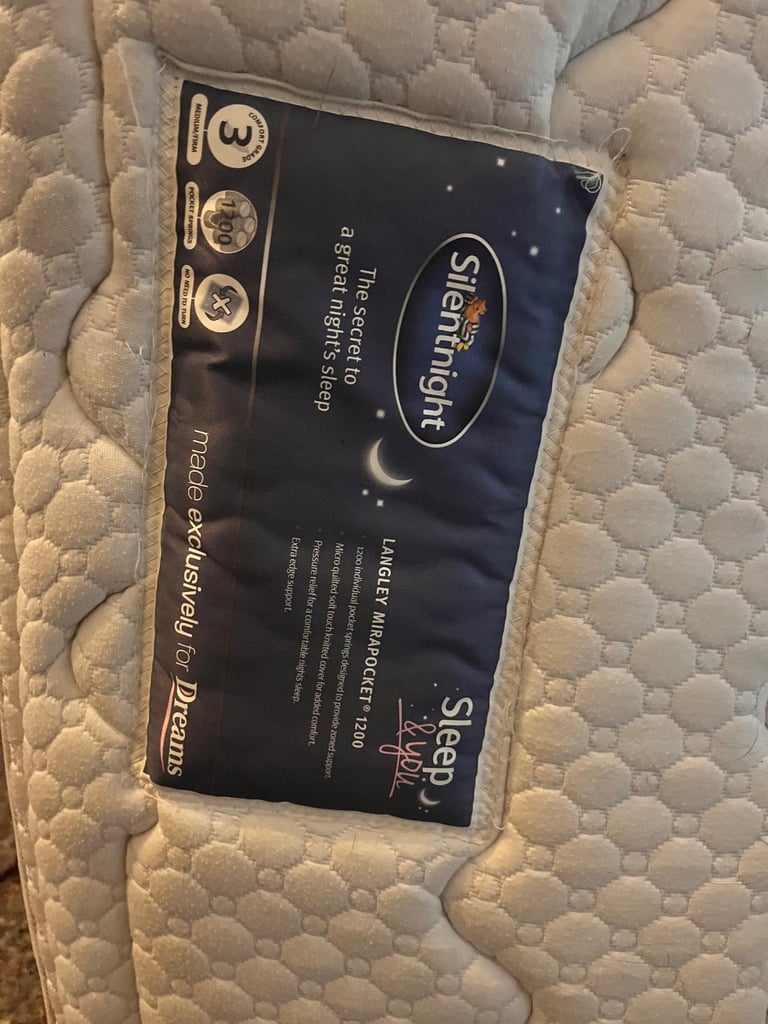 Silentnight
The secret to
a great night's sleep
Sleep
& you
LANGLEY MIRAPOCKET® 1200
1200 individual pocket springs designed to provide zoned support.
Micro quilted soft touch knitted cover for added comfort.
Pressure relief for a comfortable nights sleep.
Extra edge support.
COMFORT GRADE
3
MEDIUM/FIRM
1200
POCKET SPRINGS
NO NEED TO TURN
made exclusively for Dreams